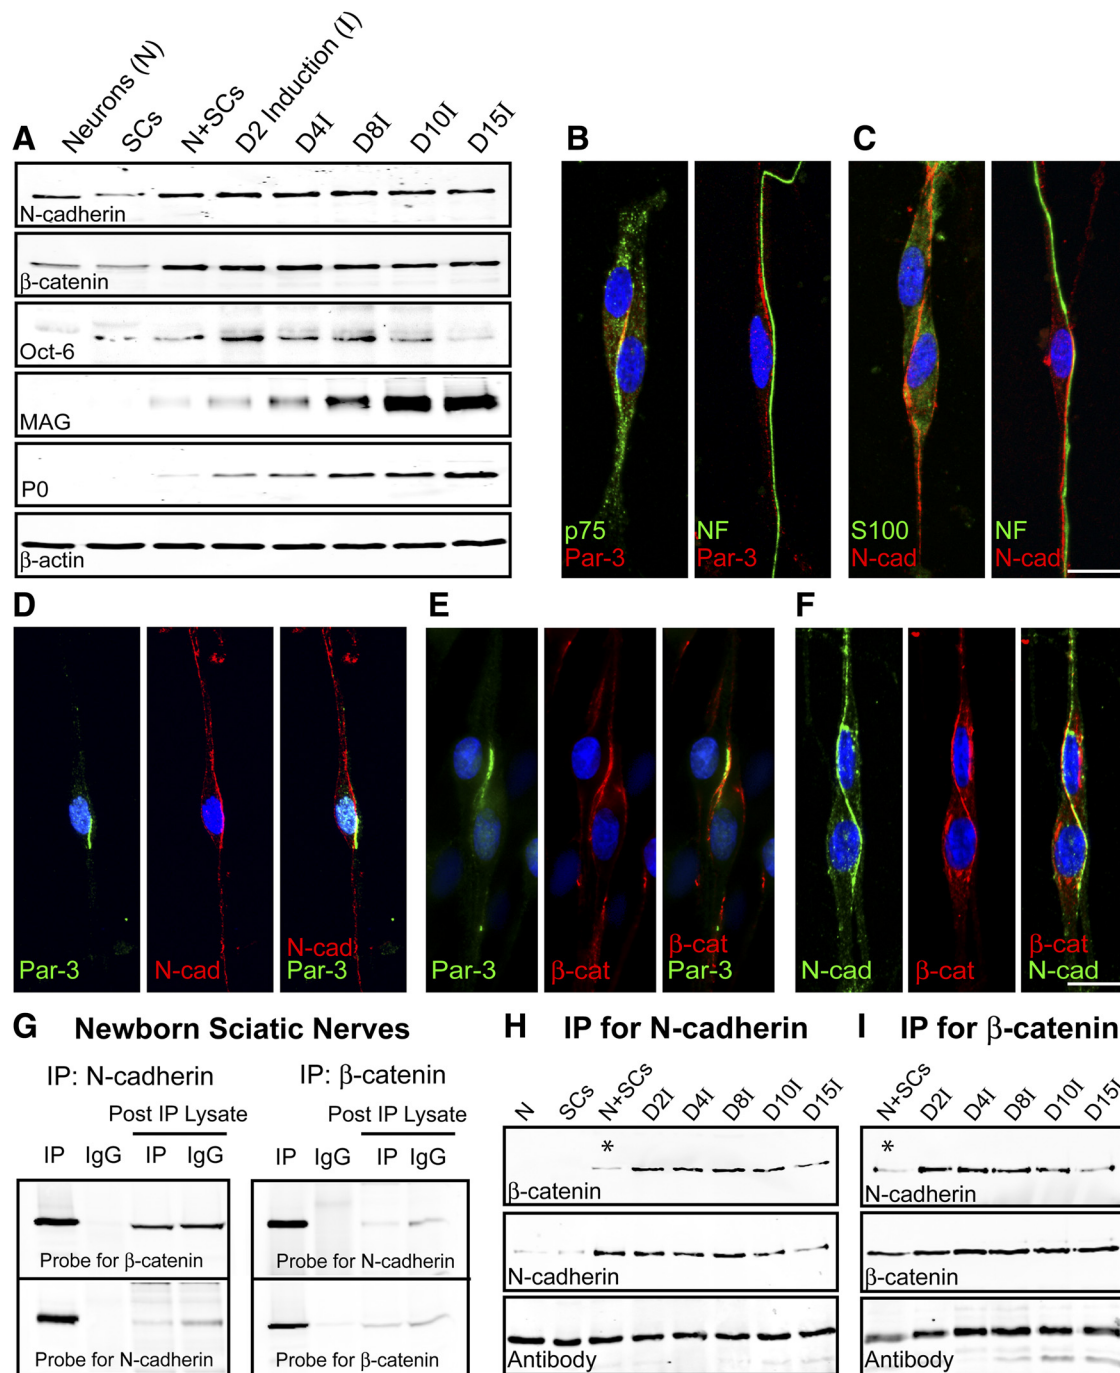 A
Neurons (N)
SCs
N+SCs
D2 Induction (I)
D4I
D8I
D10I
D15I
N-cadherin
β-catenin
Oct-6
MAG
P0
β-actin
B
p75
Par-3
NF
Par-3
C
S100
N-cad
NF
N-cad
D
Par-3
N-cad
N-cad
Par-3
E
Par-3
β-cat
β-cat
Par-3
F
N-cad
β-cat
β-cat
N-cad
G Newborn Sciatic Nerves
IP: N-cadherin
Post IP Lysate
IP IgG IP IgG
Probe for β-catenin
Probe for N-cadherin
IP: β-catenin
Post IP Lysate
IP IgG IP IgG
Probe for N-cadherin
Probe for β-catenin
H IP for N-cadherin
N
SCs
N+SCs
D2I
D4I
D8I
D10I
D15I
*
β-catenin
N-cadherin
Antibody
I IP for β-catenin
N+SCs
D2I
D4I
D8I
D10I
D15I
*
N-cadherin
β-catenin
Antibody